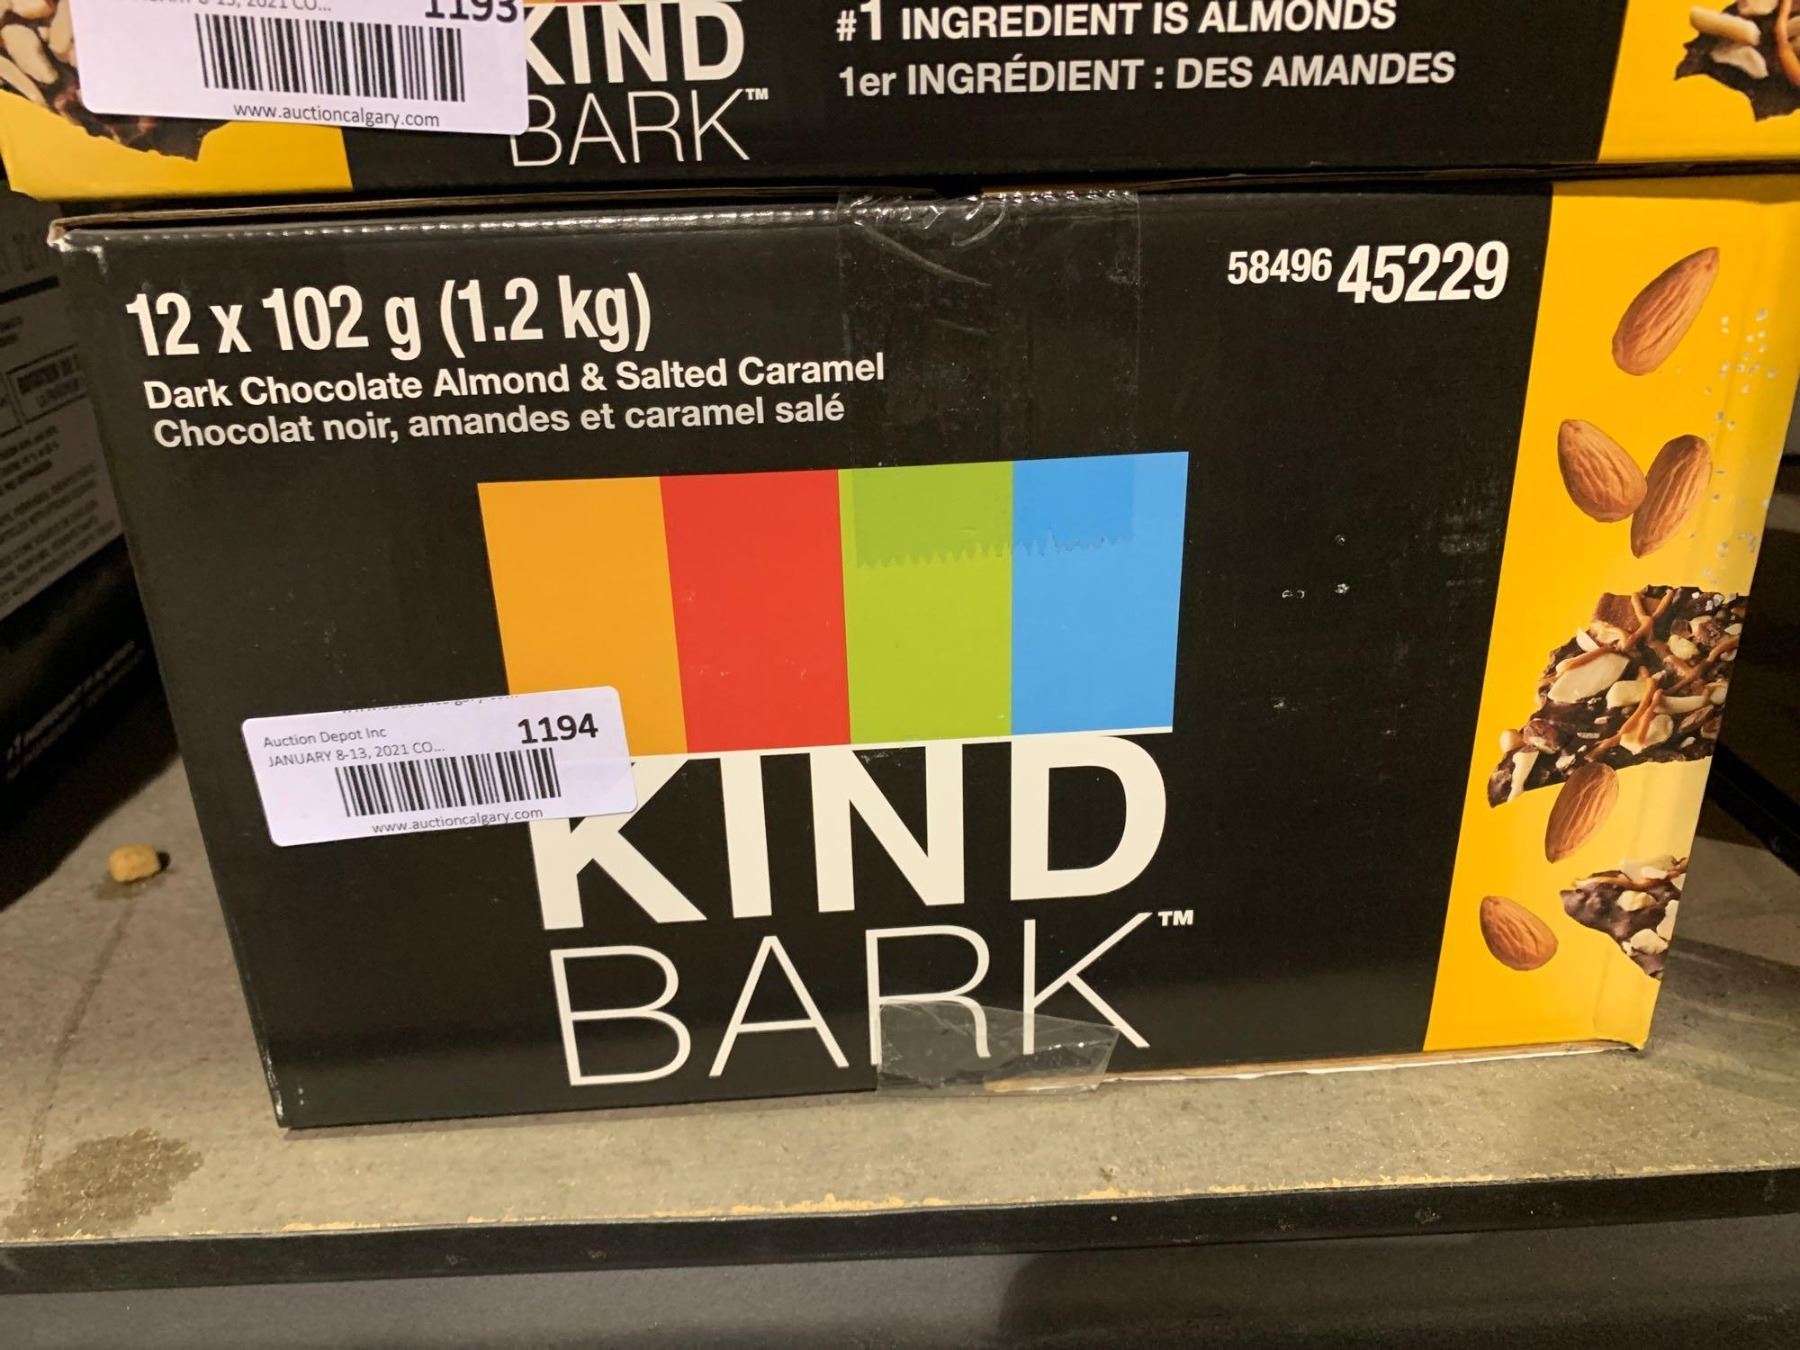 1193
www.auctioncalgary.com
KIND
BARK™
#1 INGREDIENT IS ALMONDS
1er INGRÉDIENT : DES AMANDES
12 x 102 g (1.2 kg)
Dark Chocolate Almond & Salted Caramel
Chocolat noir, amandes et caramel salé
58496 45229
Auction Depot Inc
1194
JANUARY 8-13, 2021 CO...
www.auctioncalgary.com
KIND
BARK™